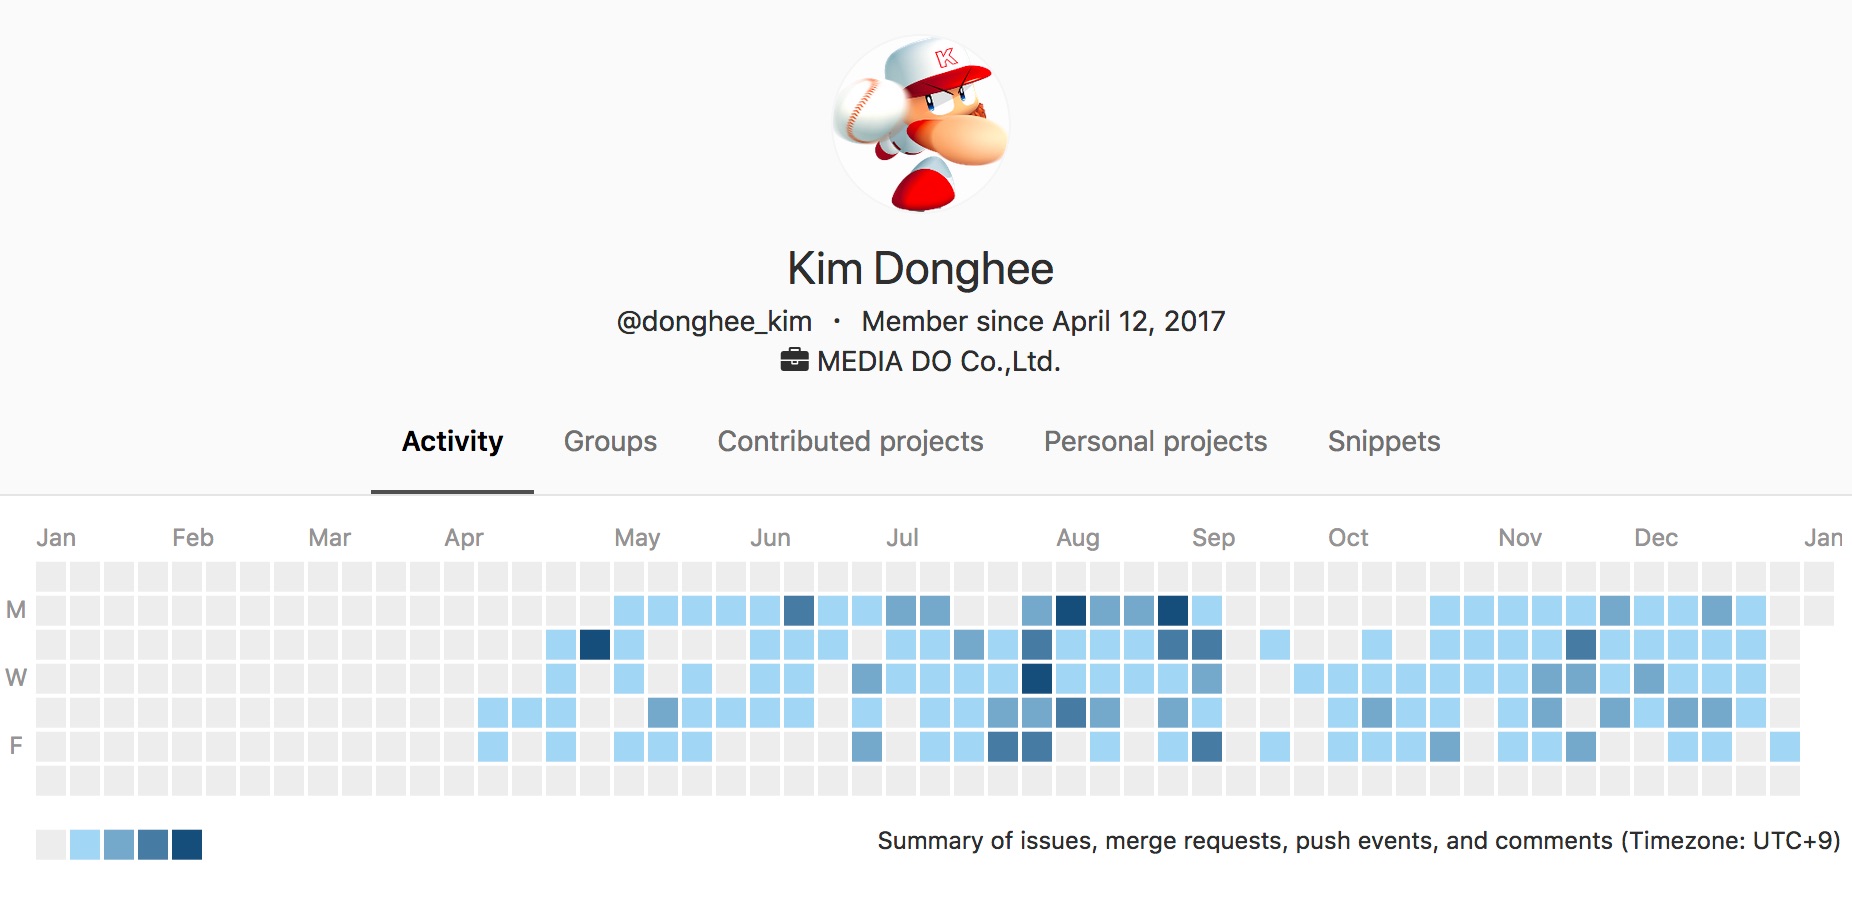 K
Kim Donghee
@donghee_kim · Member since April 12, 2017
MEDIA DO Co.,Ltd.
Activity Groups Contributed projects Personal projects Snippets
Jan Feb Mar Apr May Jun Jul Aug Sep Oct Nov Dec Jan
M
W
F
Summary of issues, merge requests, push events, and comments (Timezone: UTC+9)